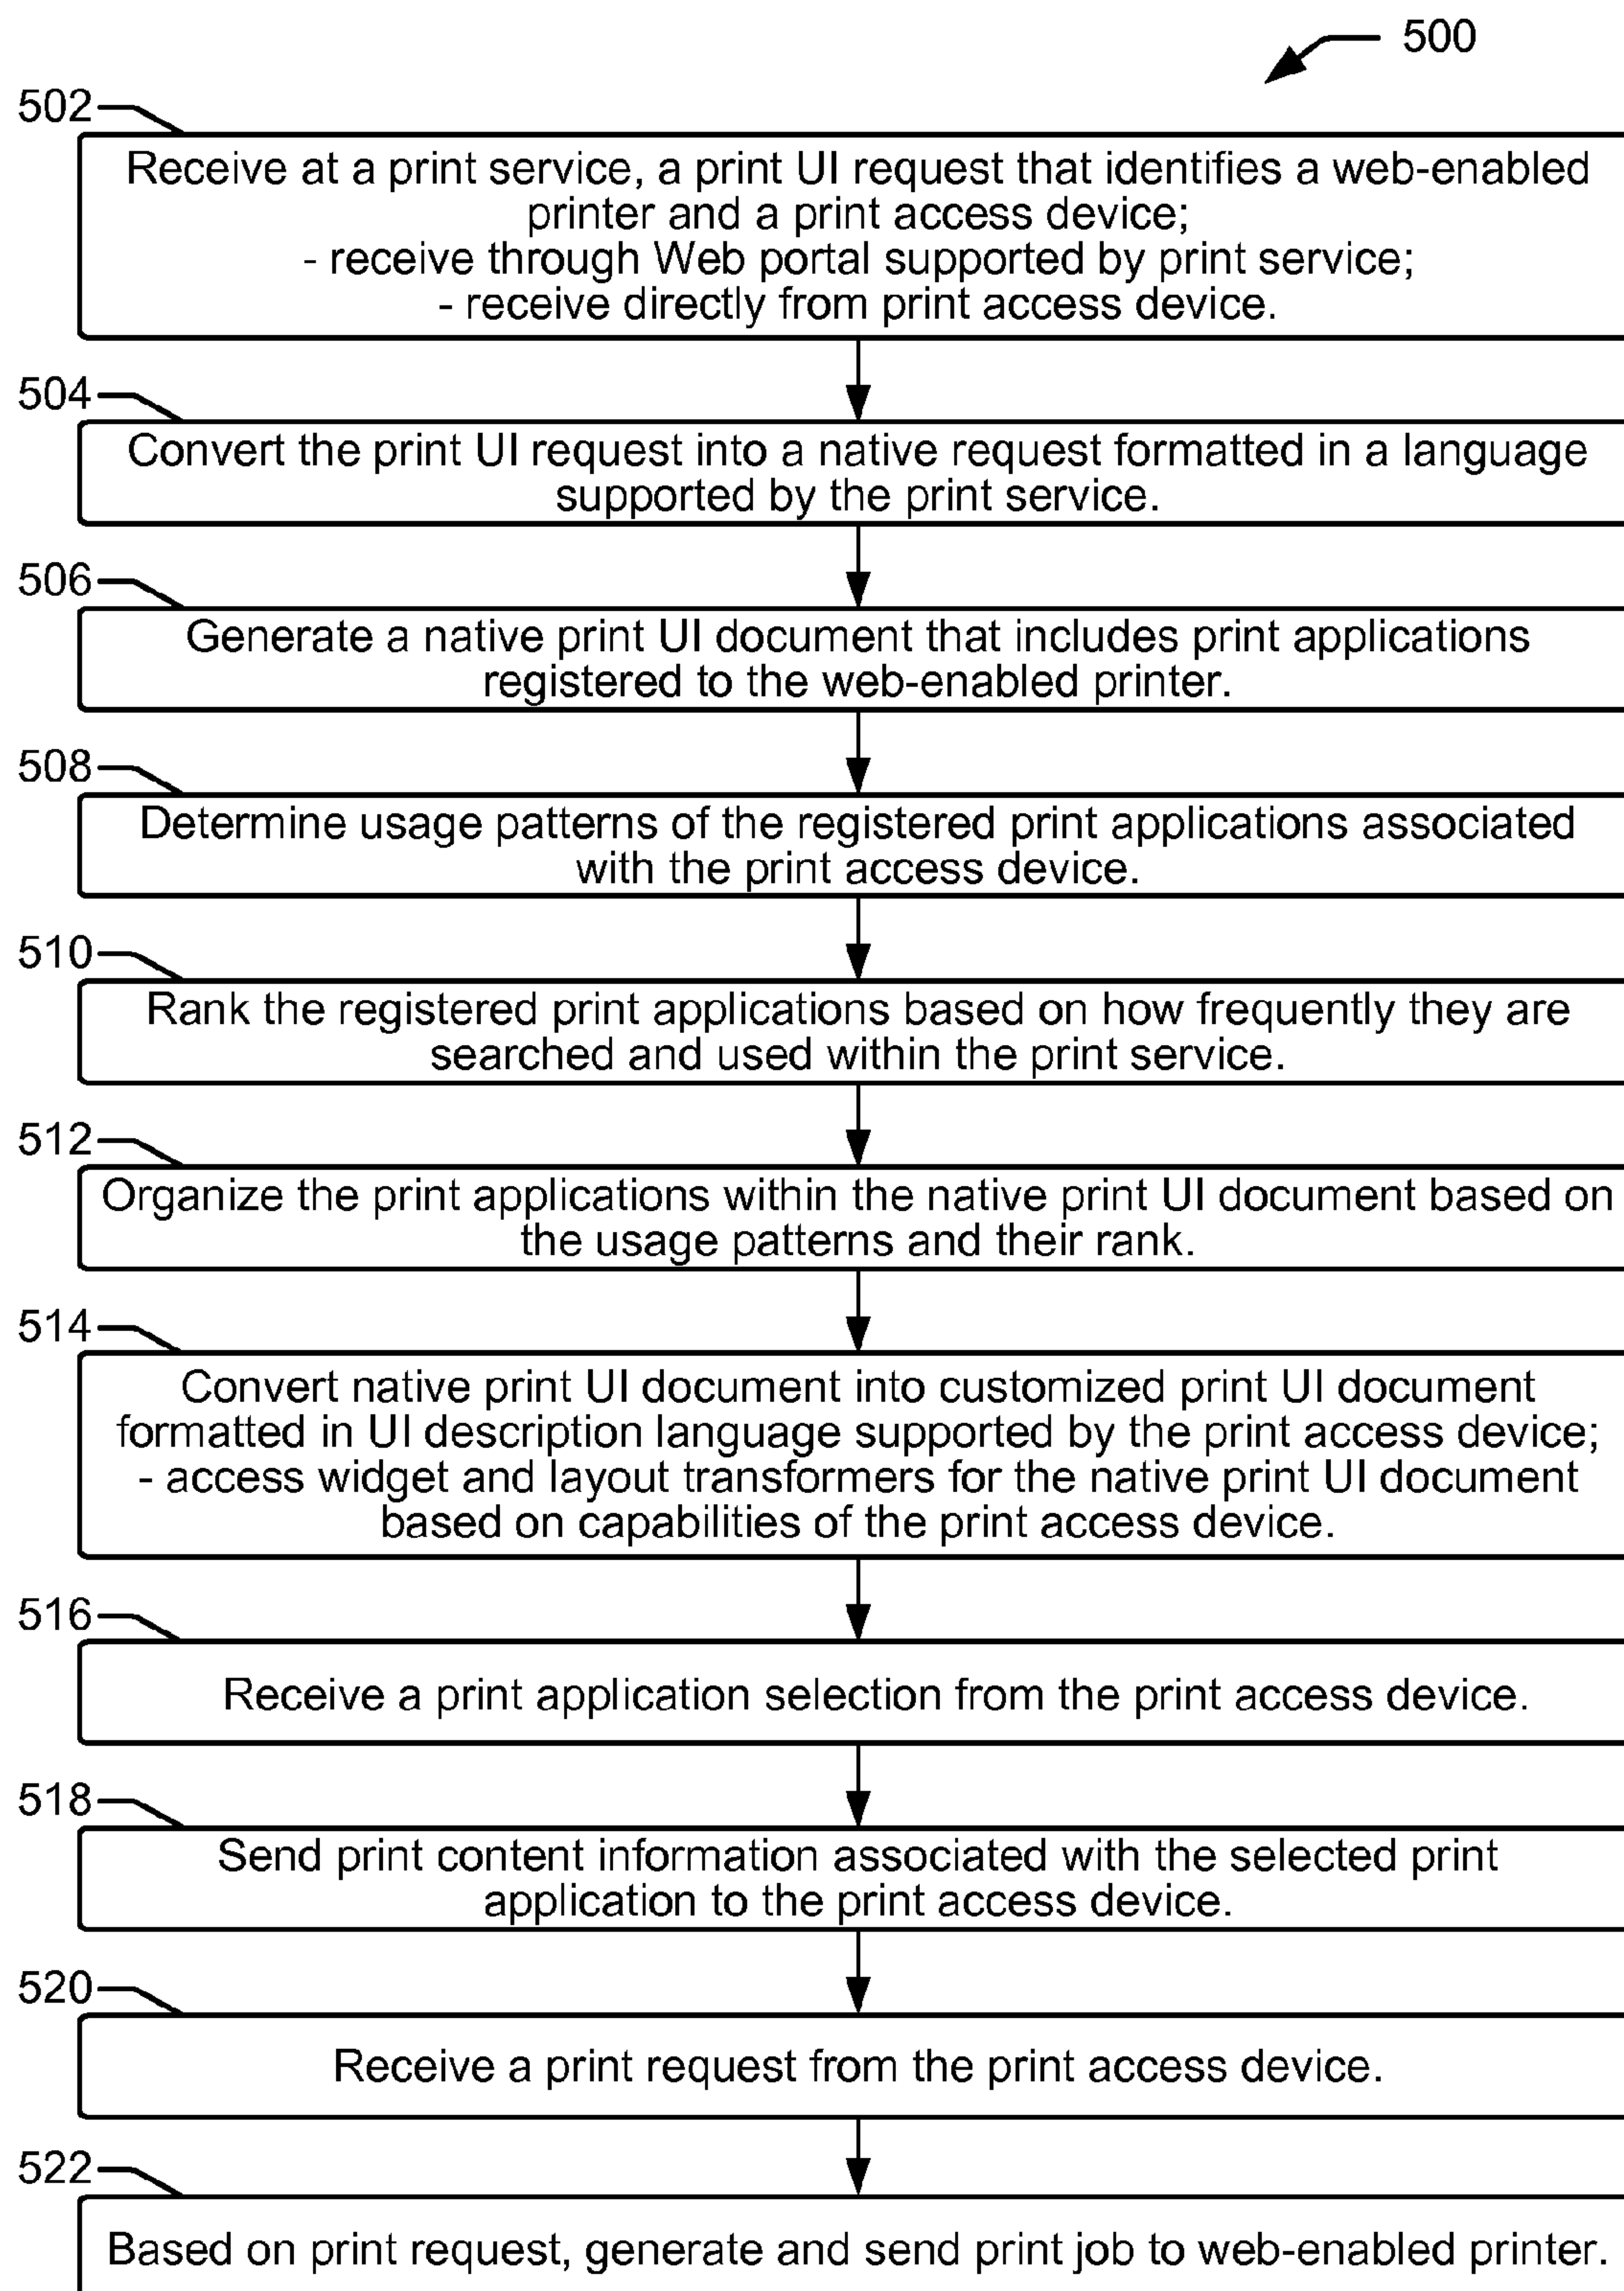 500
502
Receive at a print service, a print UI request that identifies a web-enabled
printer and a print access device;
- receive through Web portal supported by print service;
- receive directly from print access device.
504
Convert the print UI request into a native request formatted in a language
supported by the print service.
506
Generate a native print UI document that includes print applications
registered to the web-enabled printer.
508
Determine usage patterns of the registered print applications associated
with the print access device.
510
Rank the registered print applications based on how frequently they are
searched and used within the print service.
512
Organize the print applications within the native print UI document based on
the usage patterns and their rank.
514
Convert native print UI document into customized print UI document
formatted in UI description language supported by the print access device;
- access widget and layout transformers for the native print UI document
based on capabilities of the print access device.
516
Receive a print application selection from the print access device.
518
Send print content information associated with the selected print
application to the print access device.
520
Receive a print request from the print access device.
522
Based on print request, generate and send print job to web-enabled printer.